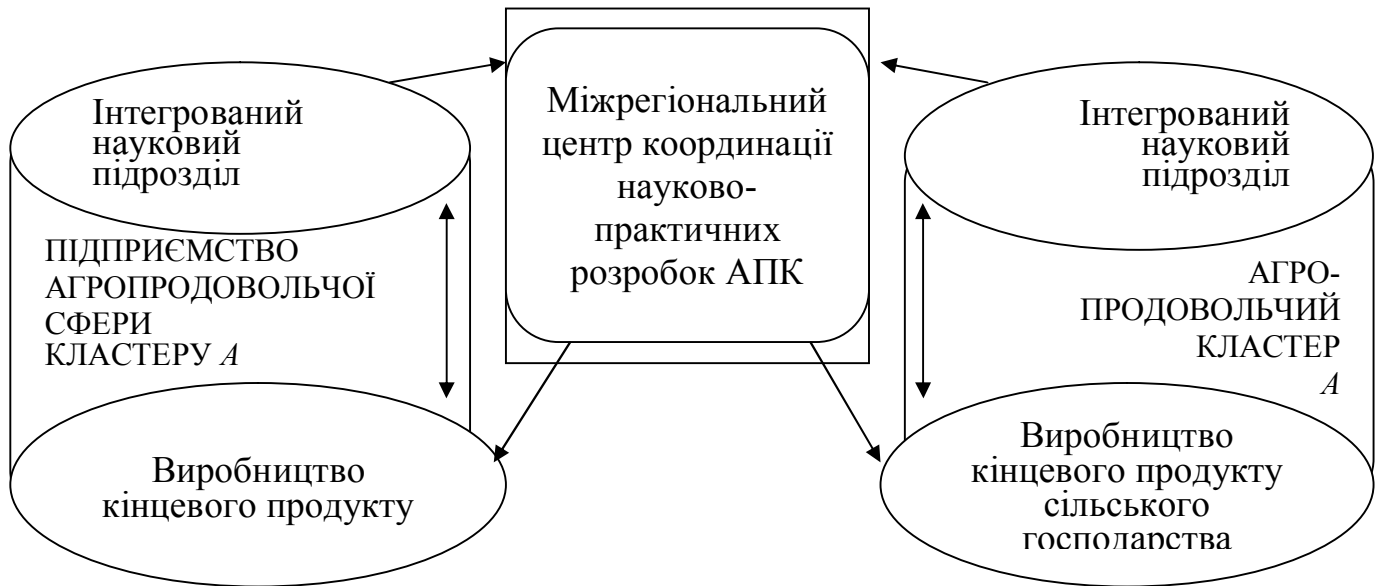 Інтегрований
науковий
підрозділ
ПІДПРИЄМСТВО
АГРОПРОДОВОЛЬЧОЇ
СФЕРИ
КЛАСТЕРУ А
Виробництво
кінцевого продукту
Міжрегіональний
центр координації
науково-
практичних
розробок АПК
Інтегрований
науковий
підрозділ
АГРО-
ПРОДОВОЛЬЧИЙ
КЛАСТЕР
А
Виробництво
кінцевого продукту
сільського
господарства